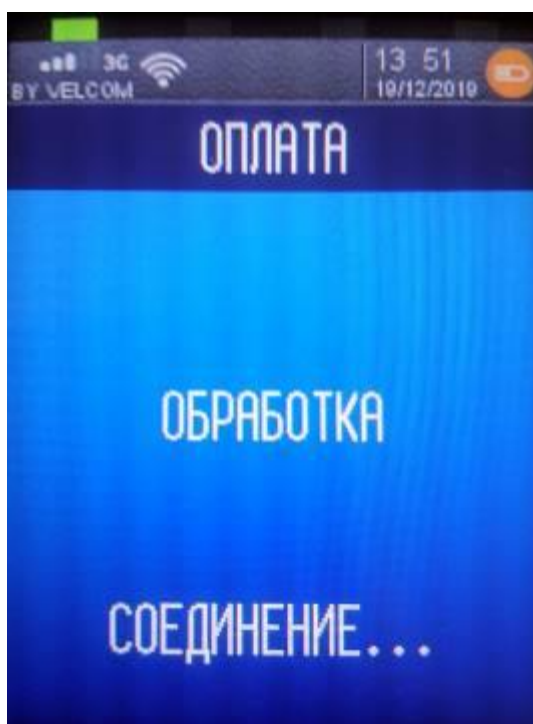 3G 13 51
BY VELCOM 19/12/2019
ОПЛАТА
ОБРАБОТКА
СОЕДИНЕНИЕ...